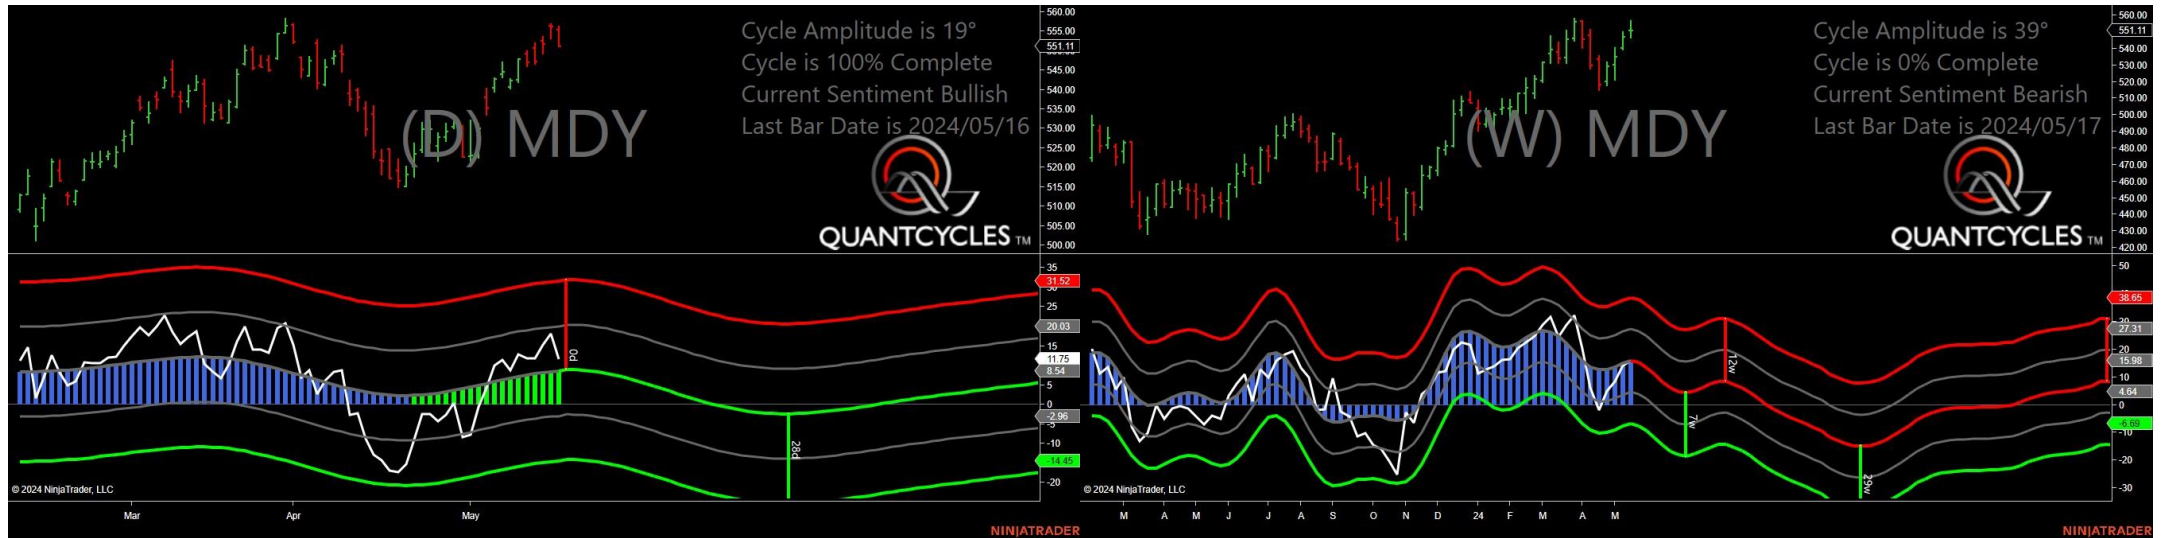 Cycle Amplitude is 19°
Cycle is 100% Complete
Current Sentiment Bullish
Last Bar Date is 2024/05/16
(D) MDY
QUANTCYCLES TM
560.00
555.00
551.11
545.00
540.00
535.00
530.00
525.00
520.00
515.00
510.00
505.00
500.00
35
31.52
25
20.03
15
11.75
8.54
5
0
-2.96
-5
-10
-14.45
-20
0d
28d
© 2024 NinjaTrader, LLC
Mar Apr May
NINJATRADER
Cycle Amplitude is 39°
Cycle is 0% Complete
Current Sentiment Bearish
Last Bar Date is 2024/05/17
(W) MDY
QUANTCYCLES TM
560.00
551.11
540.00
530.00
520.00
510.00
500.00
490.00
480.00
470.00
460.00
450.00
440.00
430.00
420.00
50
38.65
27.31
20
15.98
10
4.64
0
-6.69
-10
-20
-30
12w
7w
29w
© 2024 NinjaTrader, LLC
M A M J J A S O N D 24 F M A M
NINJATRADER